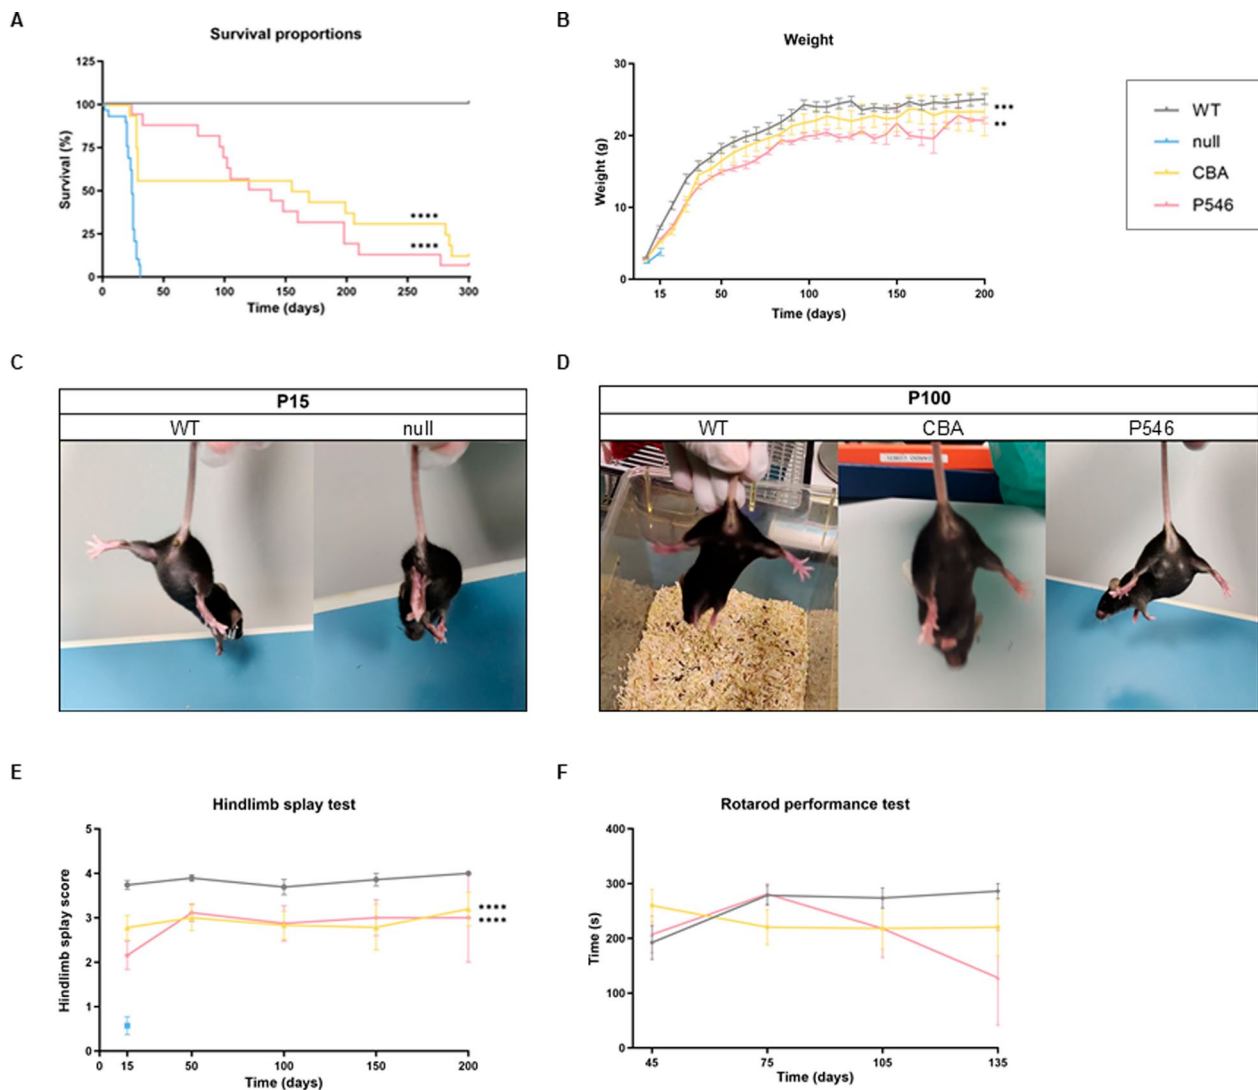 A
Survival proportions
Survival (%)
125
100
75
50
25
0
0 50 100 150 200 250 300
Time (days)
****
****
B
Weight
Weight (g)
30
20
10
0
15 50 100 150 200
Time (days)
***
**
WT
null
CBA
P546
C
P15
WT null
D
P100
WT CBA P546
E
Hindlimb splay test
Hindlimb splay score
5
4
3
2
1
0
0 15 50 100 150 200
Time (days)
****
****
F
Rotarod performance test
Time (s)
400
300
200
100
0
45 75 105 135
Time (days)